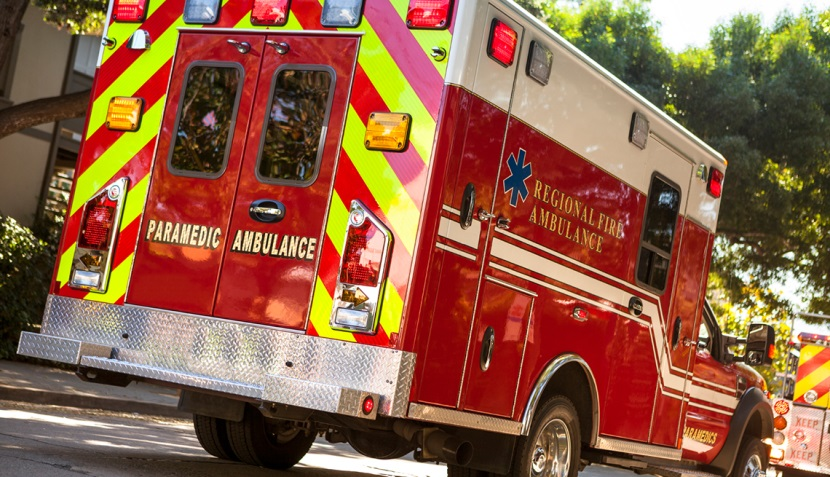 PARAMEDIC AMBULANCE
REGIONAL FIRE
AMBULANCE
PARAMEDICS
KEEP
KEEP